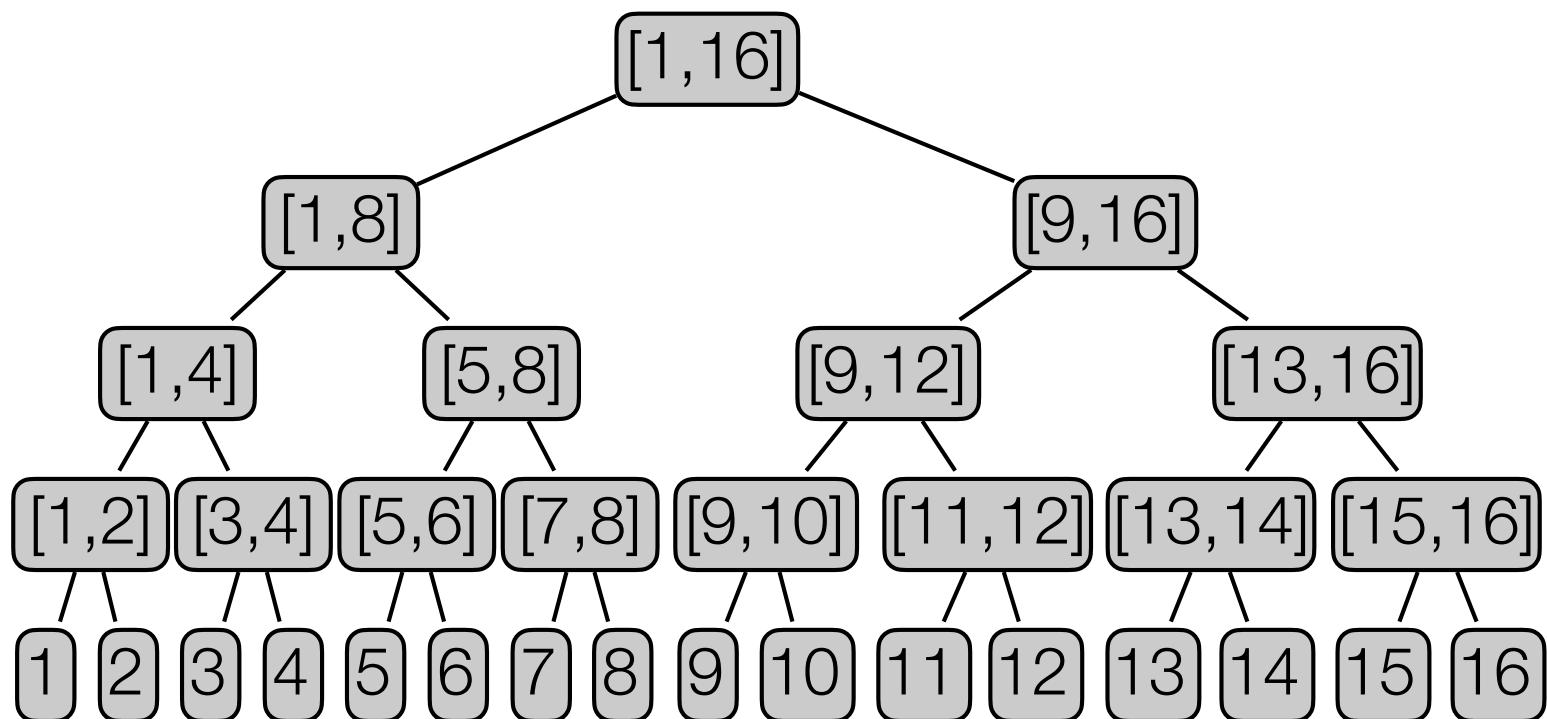 [1,16]
[1,8] [9,16]
[1,4] [5,8] [9,12] [13,16]
[1,2] [3,4] [5,6] [7,8] [9,10] [11,12] [13,14] [15,16]
1 2 3 4 5 6 7 8 9 10 11 12 13 14 15 16